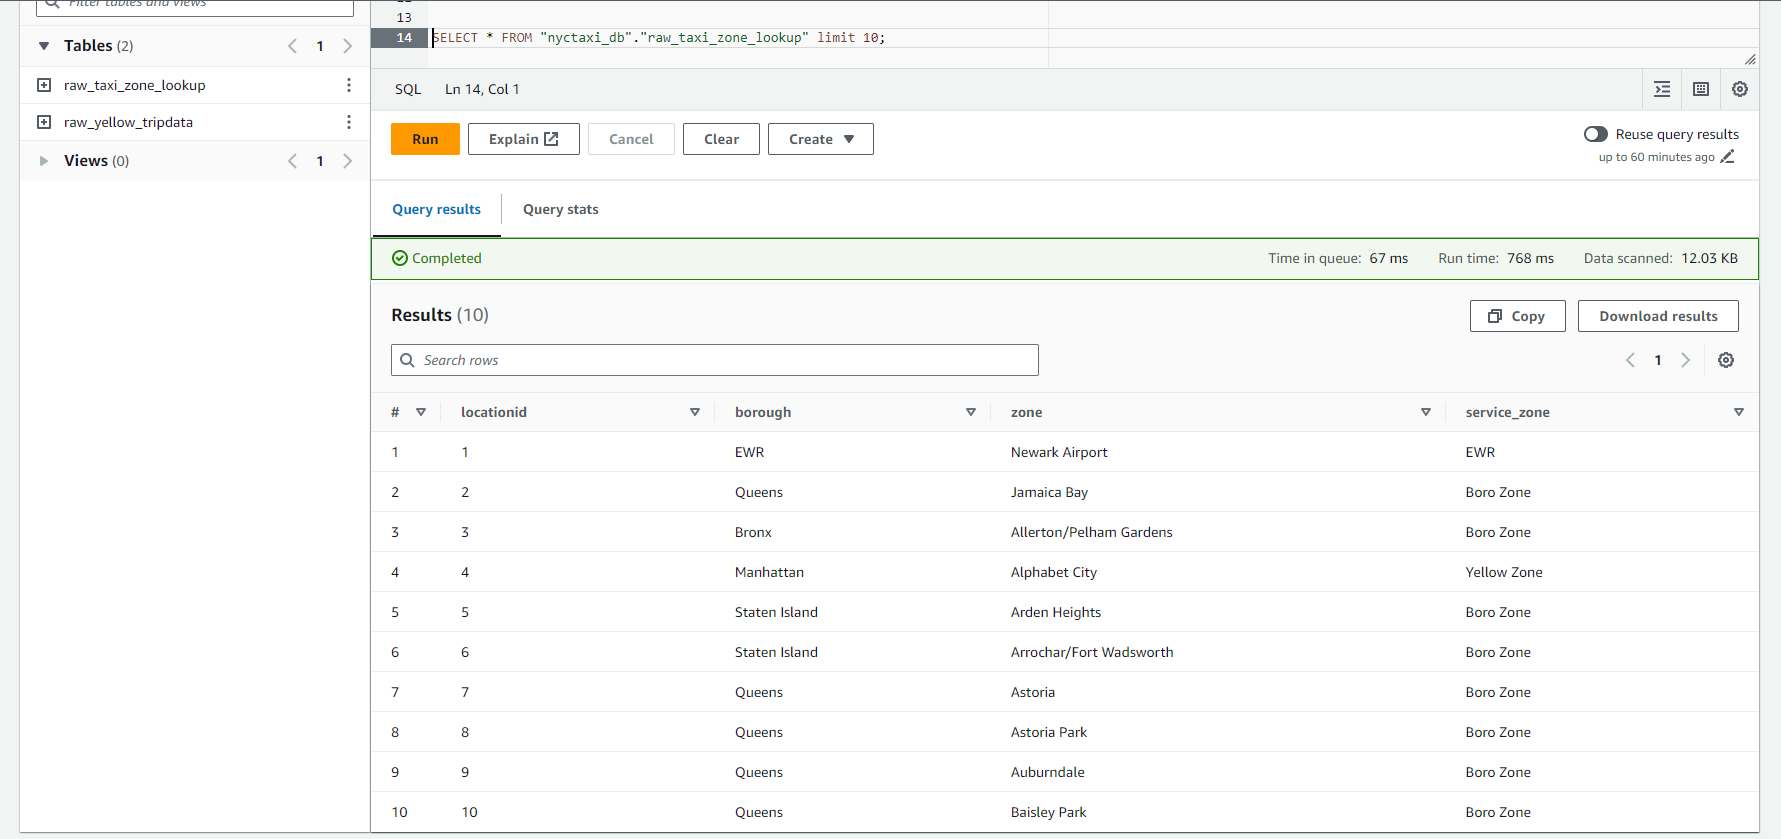 Filter tables and views
Tables (2) 1
raw_taxi_zone_lookup
raw_yellow_tripdata
Views (0) 1
13
14 SELECT * FROM "nyctaxi_db"."raw_taxi_zone_lookup" limit 10;
SQL Ln 14, Col 1
Run Explain Cancel Clear Create
Reuse query results
up to 60 minutes ago
Query results Query stats
Completed Time in queue: 67 ms Run time: 768 ms Data scanned: 12.03 KB
Results (10) Copy Download results
Search rows 1
# locationid borough zone service_zone
1 1 EWR Newark Airport EWR
2 2 Queens Jamaica Bay Boro Zone
3 3 Bronx Allerton/Pelham Gardens Boro Zone
4 4 Manhattan Alphabet City Yellow Zone
5 5 Staten Island Arden Heights Boro Zone
6 6 Staten Island Arrochar/Fort Wadsworth Boro Zone
7 7 Queens Astoria Boro Zone
8 8 Queens Astoria Park Boro Zone
9 9 Queens Auburndale Boro Zone
10 10 Queens Baisley Park Boro Zone